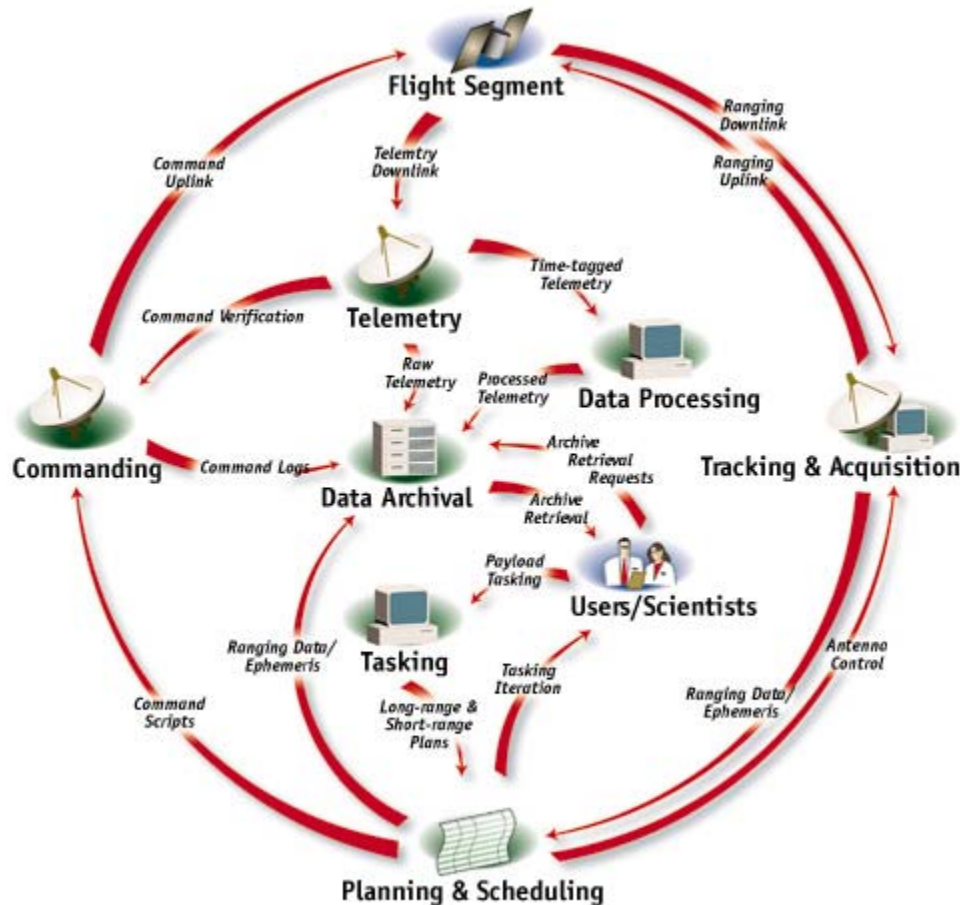 Flight Segment
Ranging
Downlink
Command
Uplink
Telemtry
Downlink
Ranging
Uplink
Time-tagged
Telemetry
Command Verification
Telemetry
Raw
Telemetry
Processed
Telemetry
Data Processing
Commanding
Command Logs
Data Archival
Archive
Retrieval
Requests
Tracking & Acquisition
Archive
Retrieval
Payload
Tasking
Users/Scientists
Tasking
Ranging Data/
Ephemeris
Tasking
Iteration
Antenna
Control
Command
Scripts
Long-range &
Short-range
Plans
Ranging Data/
Ephemeris
Planning & Scheduling